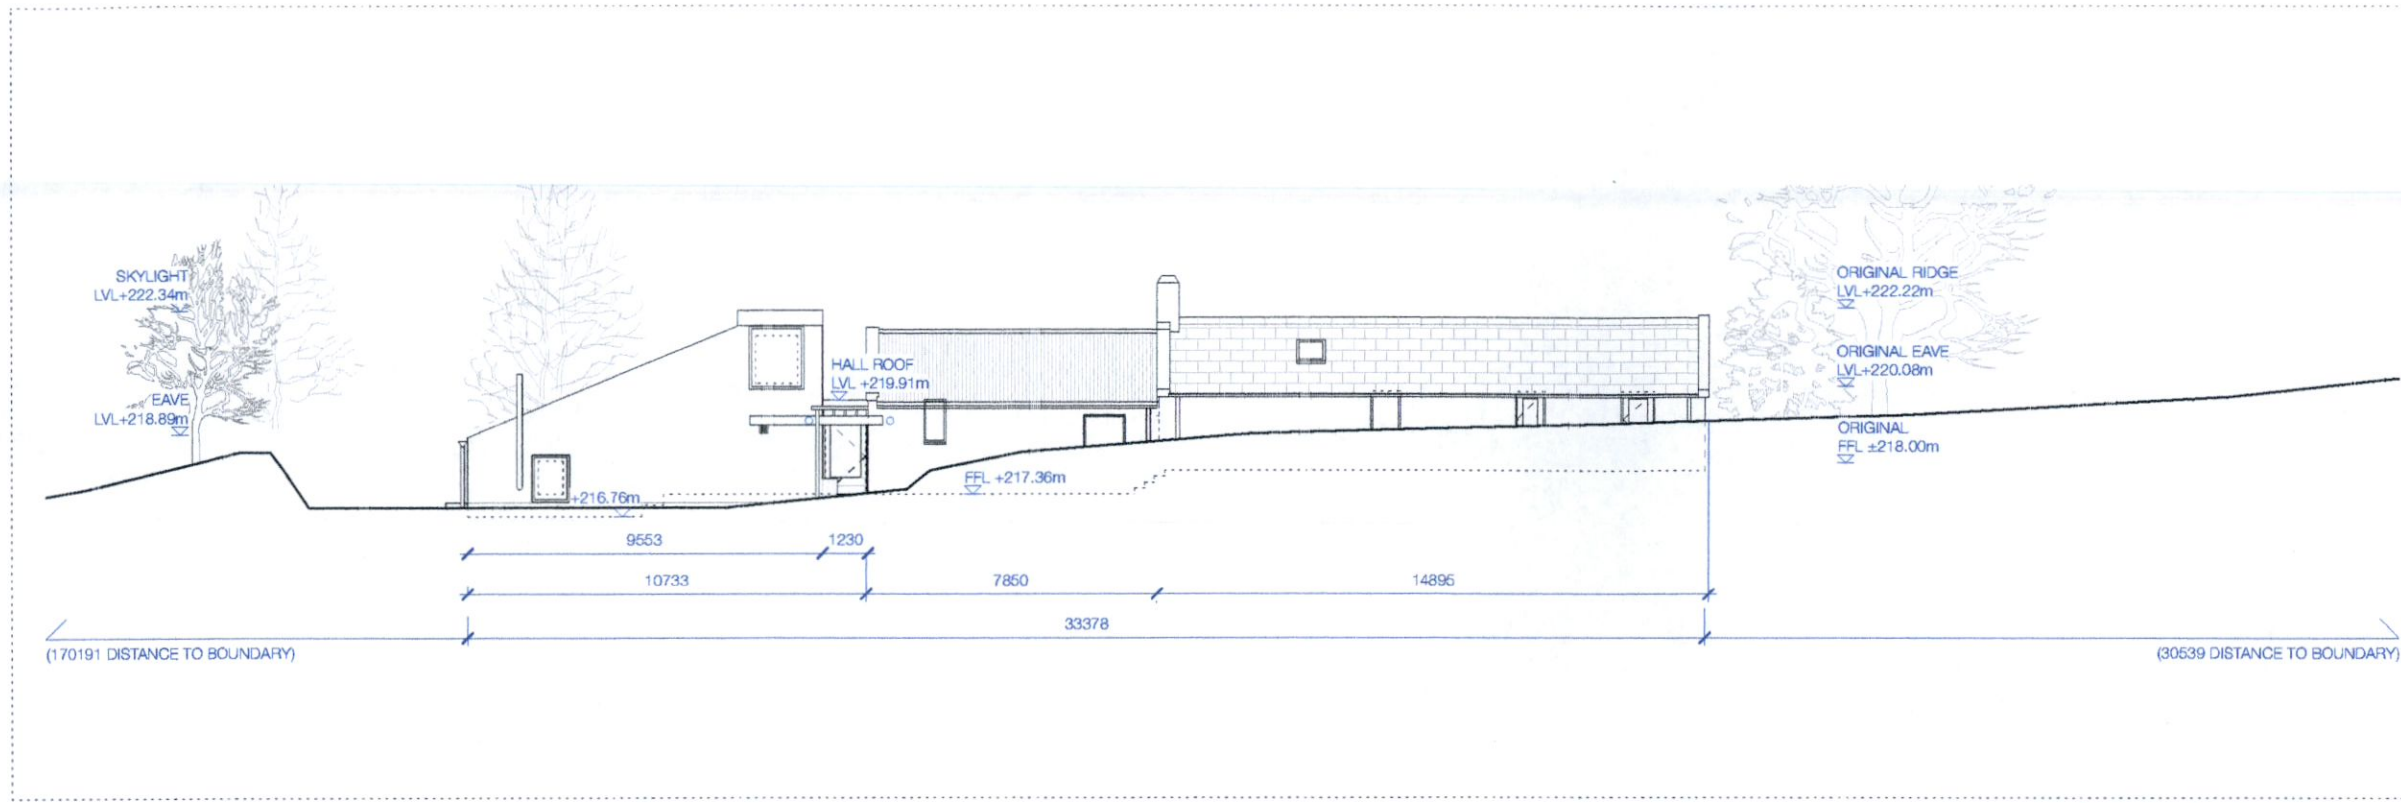 SKYLIGHT
LVL+222.34m
EAVE
LVL+218.89m
HALL ROOF
LVL +219.91m
ORIGINAL RIDGE
LVL+222.22m
ORIGINAL EAVE
LVL+220.08m
ORIGINAL
FFL ±218.00m
FFL +217.36m
+216.76m
9553
1230
10733
7850
14895
33378
(170191 DISTANCE TO BOUNDARY)
(30539 DISTANCE TO BOUNDARY)